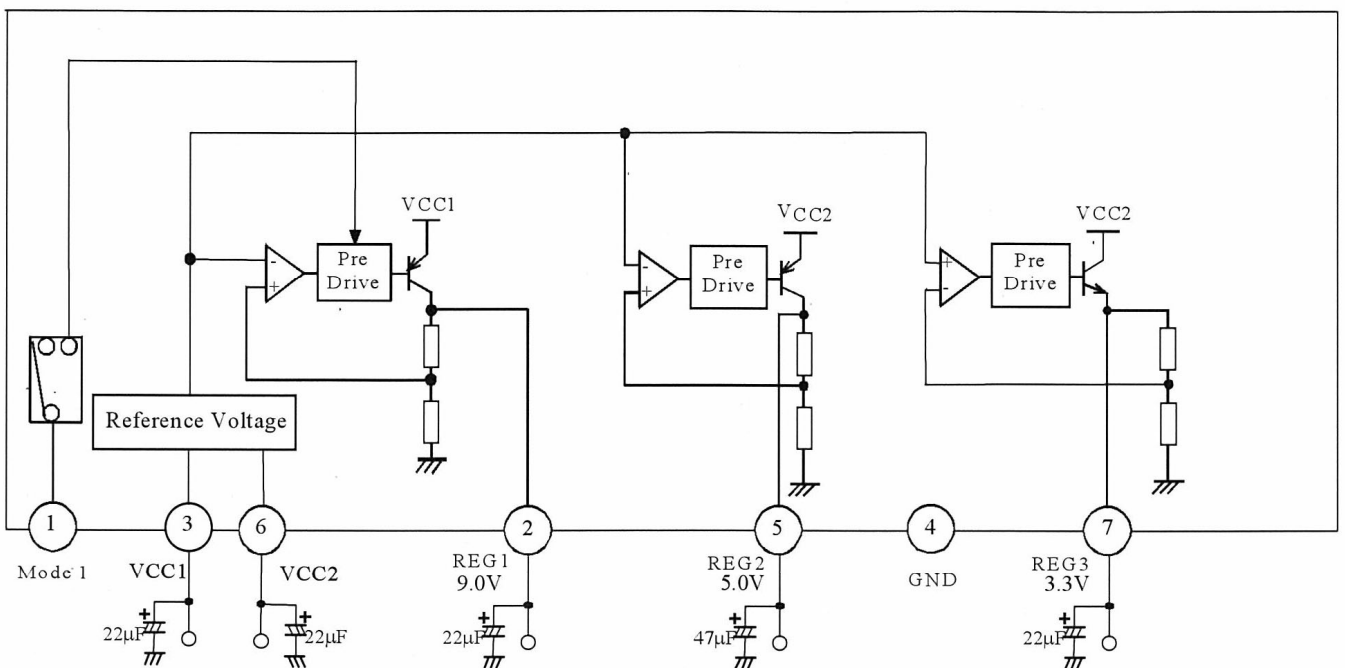 VCC1
VCC2
VCC2
-
+
Pre
Drive
-
+
Pre
Drive
+
-
Pre
Drive
Reference Voltage
1
3
6
2
5
4
7
Mode 1
VCC1
VCC2
REG1
9.0V
REG2
5.0V
GND
REG3
3.3V
+
22µF
+
22µF
+
22µF
+
47µF
+
22µF